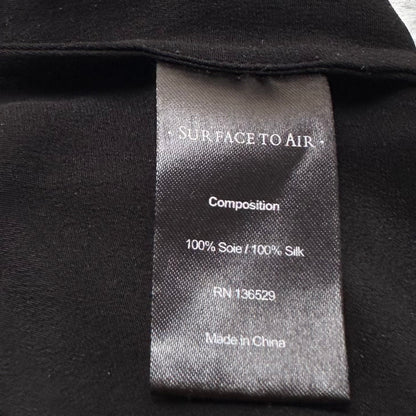 · SURFACE TO AIR ·
Composition
100% Soie / 100% Silk
RN 136529
Made in China